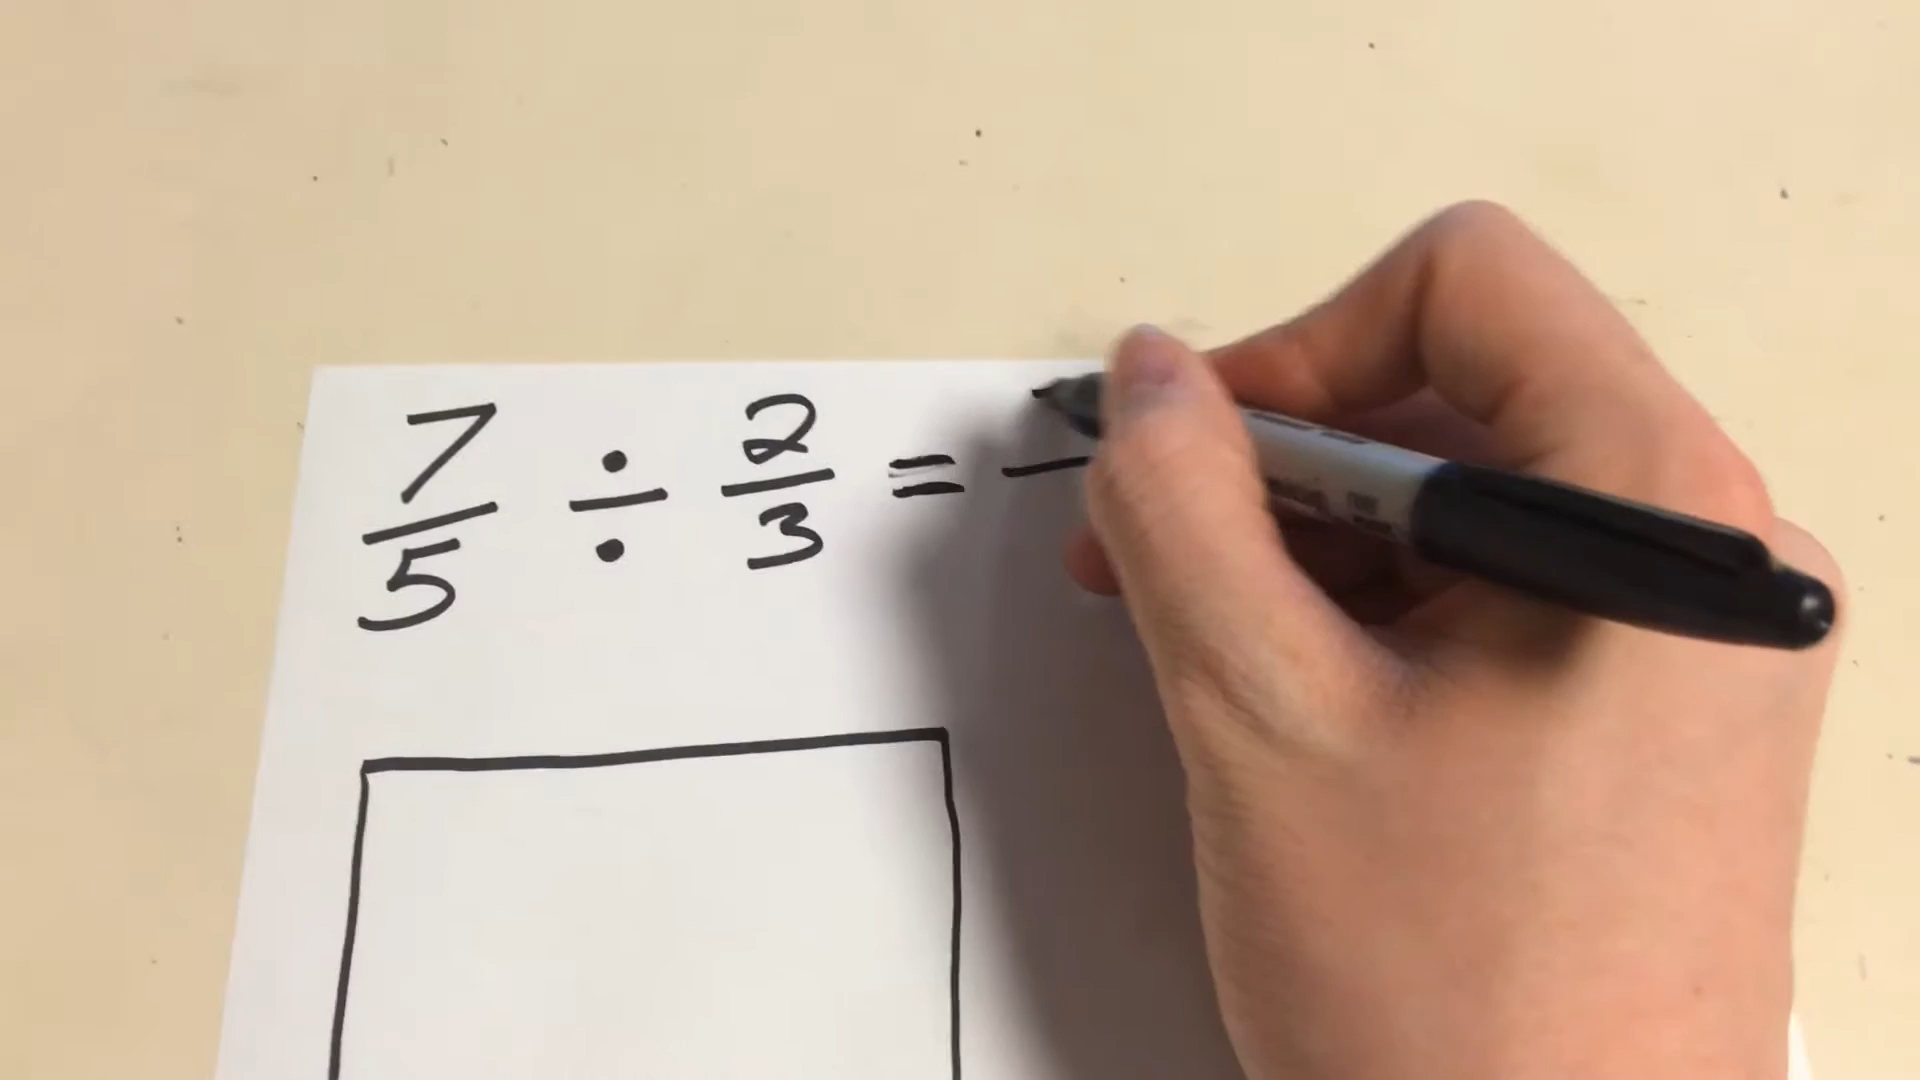 7/5 ÷ 2/3 =